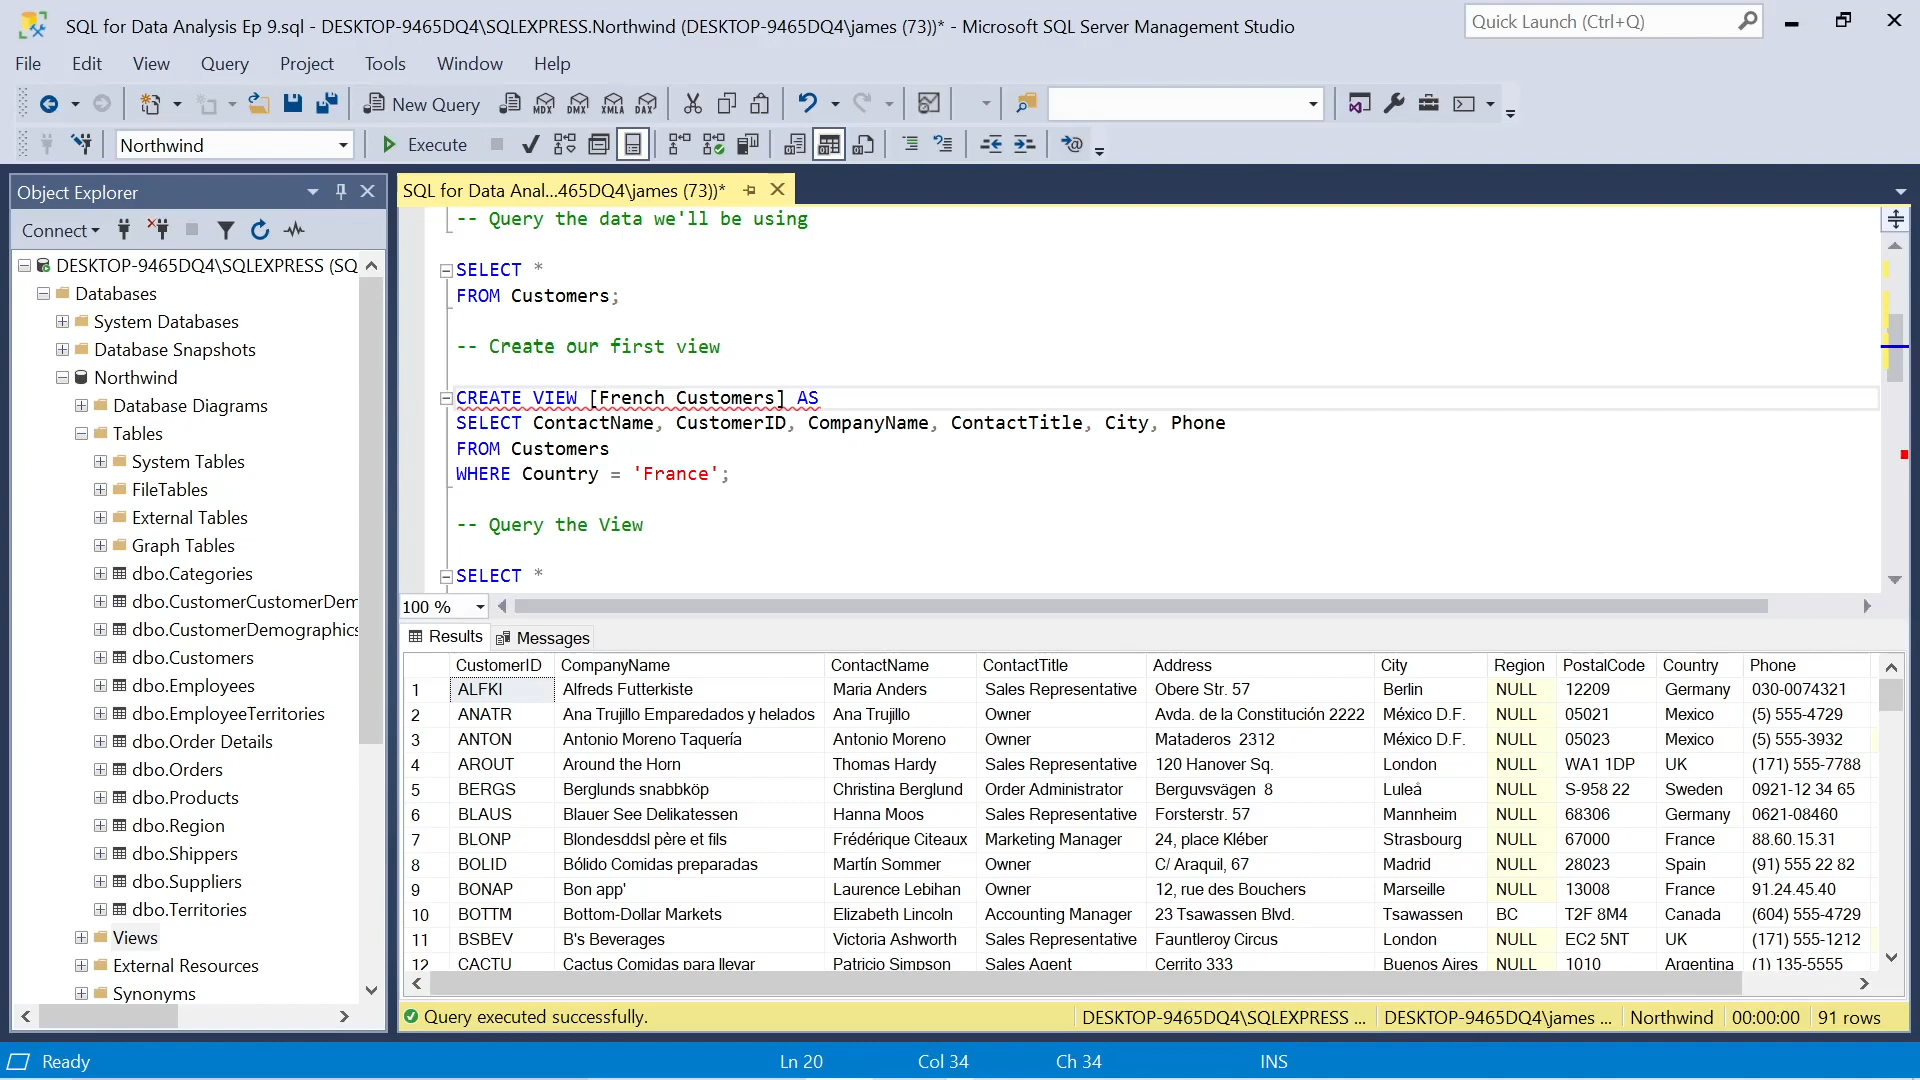 SQL for Data Analysis Ep 9.sql - DESKTOP-9465DQ4\SQLEXPRESS.Northwind (DESKTOP-9465DQ4\james (73))* - Microsoft SQL Server Management Studio
Quick Launch (Ctrl+Q)
File Edit View Query Project Tools Window Help
New Query MDX DMX XMLA DAX
Northwind Execute
Object Explorer
Connect
DESKTOP-9465DQ4\SQLEXPRESS (SQ
Databases
System Databases
Database Snapshots
Northwind
Database Diagrams
Tables
System Tables
FileTables
External Tables
Graph Tables
dbo.Categories
dbo.CustomerCustomerDem
dbo.CustomerDemographics
dbo.Customers
dbo.Employees
dbo.EmployeeTerritories
dbo.Order Details
dbo.Orders
dbo.Products
dbo.Region
dbo.Shippers
dbo.Suppliers
dbo.Territories
Views
External Resources
Synonyms
SQL for Data Anal...465DQ4\james (73))*
-- Query the data we'll be using
SELECT *
FROM Customers;
-- Create our first view
CREATE VIEW [French Customers] AS
SELECT ContactName, CustomerID, CompanyName, ContactTitle, City, Phone
FROM Customers
WHERE Country = 'France';
-- Query the View
SELECT *
100 %
Results Messages
CustomerID CompanyName ContactName ContactTitle Address City Region PostalCode Country Phone
1 ALFKI Alfreds Futterkiste Maria Anders Sales Representative Obere Str. 57 Berlin NULL 12209 Germany 030-0074321
2 ANATR Ana Trujillo Emparedados y helados Ana Trujillo Owner Avda. de la Constitución 2222 México D.F. NULL 05021 Mexico (5) 555-4729
3 ANTON Antonio Moreno Taquería Antonio Moreno Owner Mataderos 2312 México D.F. NULL 05023 Mexico (5) 555-3932
4 AROUT Around the Horn Thomas Hardy Sales Representative 120 Hanover Sq. London NULL WA1 1DP UK (171) 555-7788
5 BERGS Berglunds snabbköp Christina Berglund Order Administrator Berguvsvägen 8 Luleå NULL S-958 22 Sweden 0921-12 34 65
6 BLAUS Blauer See Delikatessen Hanna Moos Sales Representative Forsterstr. 57 Mannheim NULL 68306 Germany 0621-08460
7 BLONP Blondesddsl père et fils Frédérique Citeaux Marketing Manager 24, place Kléber Strasbourg NULL 67000 France 88.60.15.31
8 BOLID Bólido Comidas preparadas Martín Sommer Owner C/ Araquil, 67 Madrid NULL 28023 Spain (91) 555 22 82
9 BONAP Bon app' Laurence Lebihan Owner 12, rue des Bouchers Marseille NULL 13008 France 91.24.45.40
10 BOTTM Bottom-Dollar Markets Elizabeth Lincoln Accounting Manager 23 Tsawassen Blvd. Tsawassen BC T2F 8M4 Canada (604) 555-4729
11 BSBEV B's Beverages Victoria Ashworth Sales Representative Fauntleroy Circus London NULL EC2 5NT UK (171) 555-1212
12 CACTU Cactus Comidas para llevar Patricio Simpson Sales Agent Cerrito 333 Buenos Aires NULL 1010 Argentina (1) 135-5555
Query executed successfully. DESKTOP-9465DQ4\SQLEXPRESS ... DESKTOP-9465DQ4\james ... Northwind 00:00:00 91 rows
Ready Ln 20 Col 34 Ch 34 INS